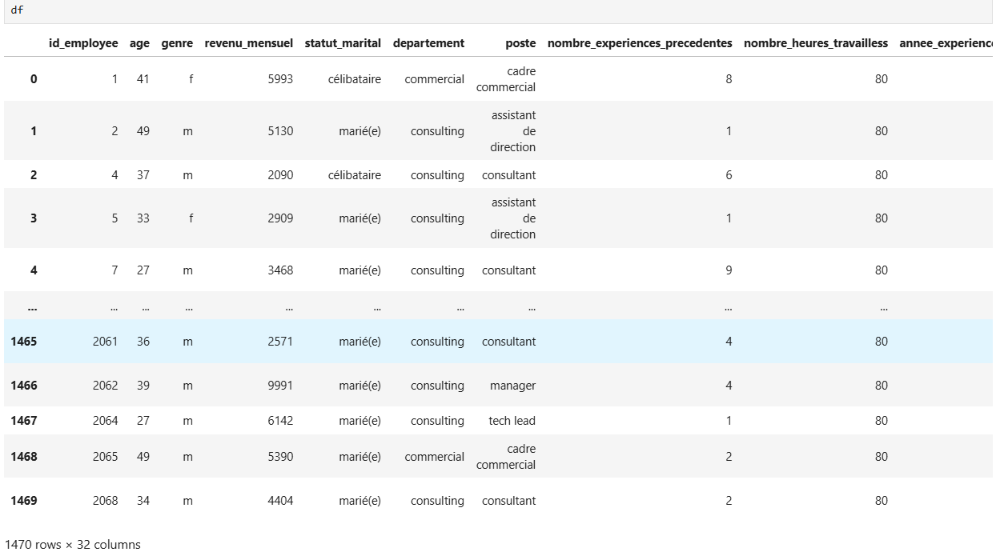 df
id_employee age genre revenu_mensuel statut_marital departement poste nombre_experiences_precedentes nombre_heures_travailless annee_experience
0 1 41 f 5993 célibataire commercial cadre commercial 8 80
1 2 49 m 5130 marié(e) consulting assistant de direction 1 80
2 4 37 m 2090 célibataire consulting consultant 6 80
3 5 33 f 2909 marié(e) consulting assistant de direction 1 80
4 7 27 m 3468 marié(e) consulting consultant 9 80
... ... ... ... ... ... ... ... ... ...
1465 2061 36 m 2571 marié(e) consulting consultant 4 80
1466 2062 39 m 9991 marié(e) consulting manager 4 80
1467 2064 27 m 6142 marié(e) consulting tech lead 1 80
1468 2065 49 m 5390 marié(e) commercial cadre commercial 2 80
1469 2068 34 m 4404 marié(e) consulting consultant 2 80
1470 rows × 32 columns